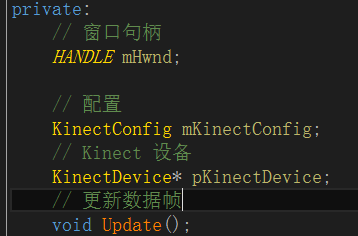 private:
// 窗口句柄
HANDLE mHwnd;
// 配置
KinectConfig mKinectConfig;
// Kinect 设备
KinectDevice* pKinectDevice;
// 更新数据帧
void Update();